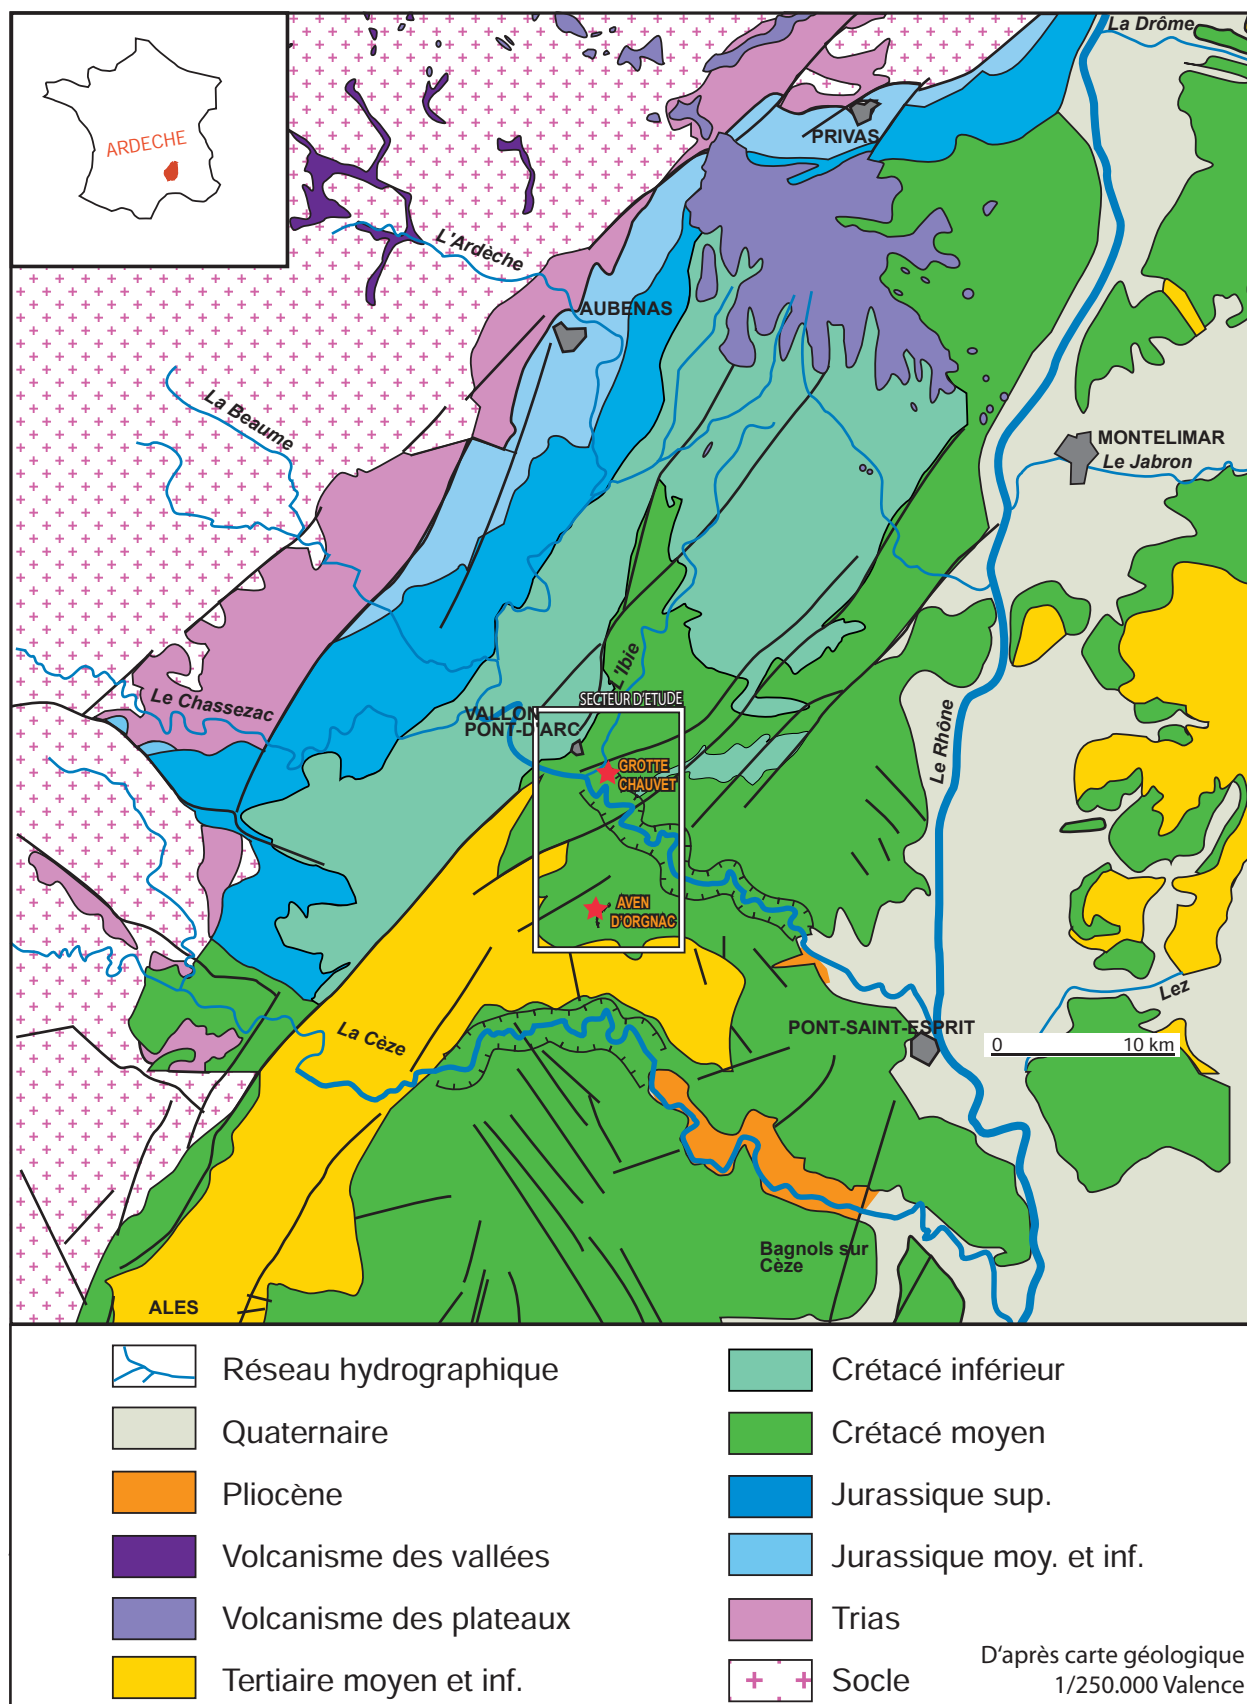 La Drôme
ARDECHE
PRIVAS
L'Ardèche
AUBENAS
La Beaume
MONTELIMAR
Le Jabron
L'Ibie
Le Chassezac
SECTEUR D'ETUDE
VALLON
PONT-D'ARC
Le Rhône
GROTTE
CHAUVET
AVEN
D'ORGNAC
Lez
La Cèze
PONT-SAINT-ESPRIT
0 10 km
Bagnols sur
Cèze
ALES
Réseau hydrographique
Quaternaire
Pliocène
Volcanisme des vallées
Volcanisme des plateaux
Tertiaire moyen et inf.
Crétacé inférieur
Crétacé moyen
Jurassique sup.
Jurassique moy. et inf.
Trias
Socle
D'après carte géologique
1/250.000 Valence